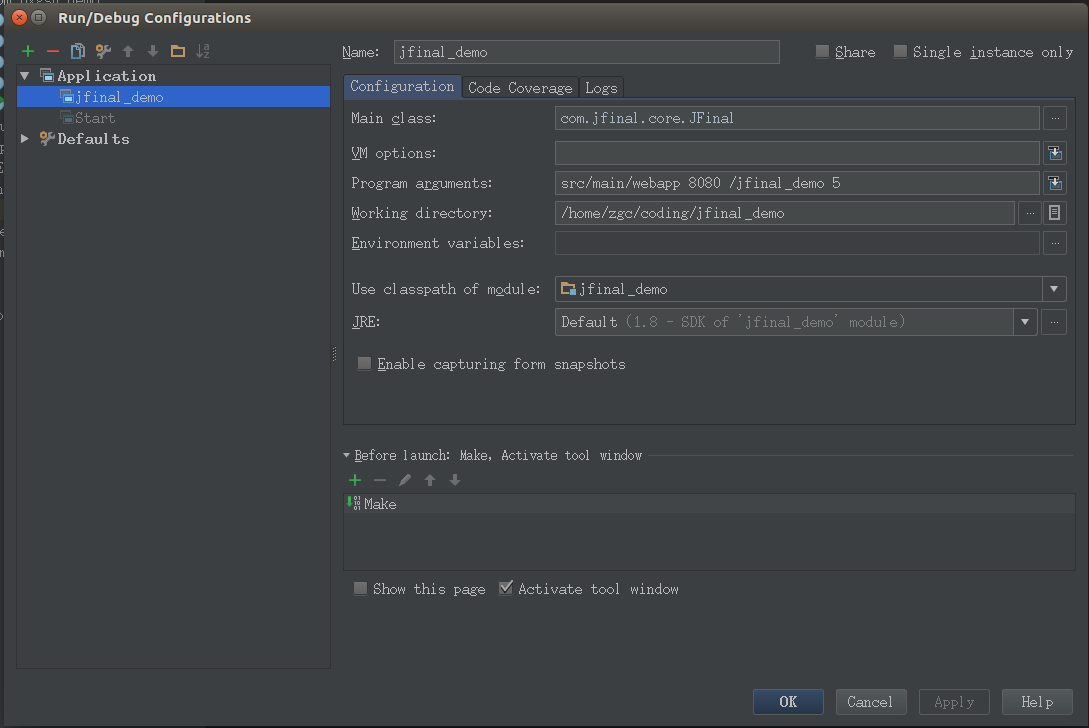 Run/Debug Configurations
Name: jfinal_demo Share Single instance only
Application
jfinal_demo
Start
Defaults
Configuration Code Coverage Logs
Main class: com.jfinal.core.JFinal ...
VM options:
Program arguments: src/main/webapp 8080 /jfinal_demo 5
Working directory: /home/zgc/coding/jfinal_demo ...
Environment variables: ...
Use classpath of module: jfinal_demo
JRE: Default (1.8 - SDK of 'jfinal_demo' module) ...
Enable capturing form snapshots
Before launch: Make, Activate tool window
Make
Show this page Activate tool window
OK Cancel Apply Help